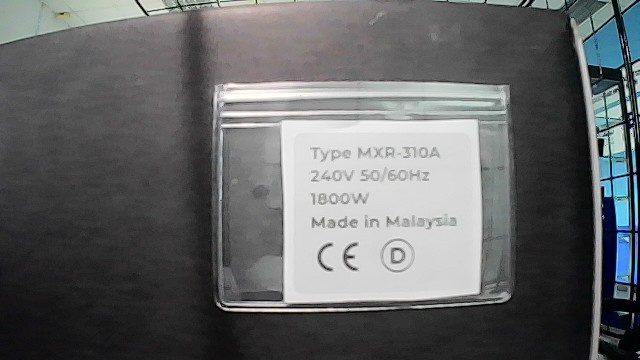 Type MXR-310A
240V 50/60Hz
1800W
Made in Malaysia
CE D